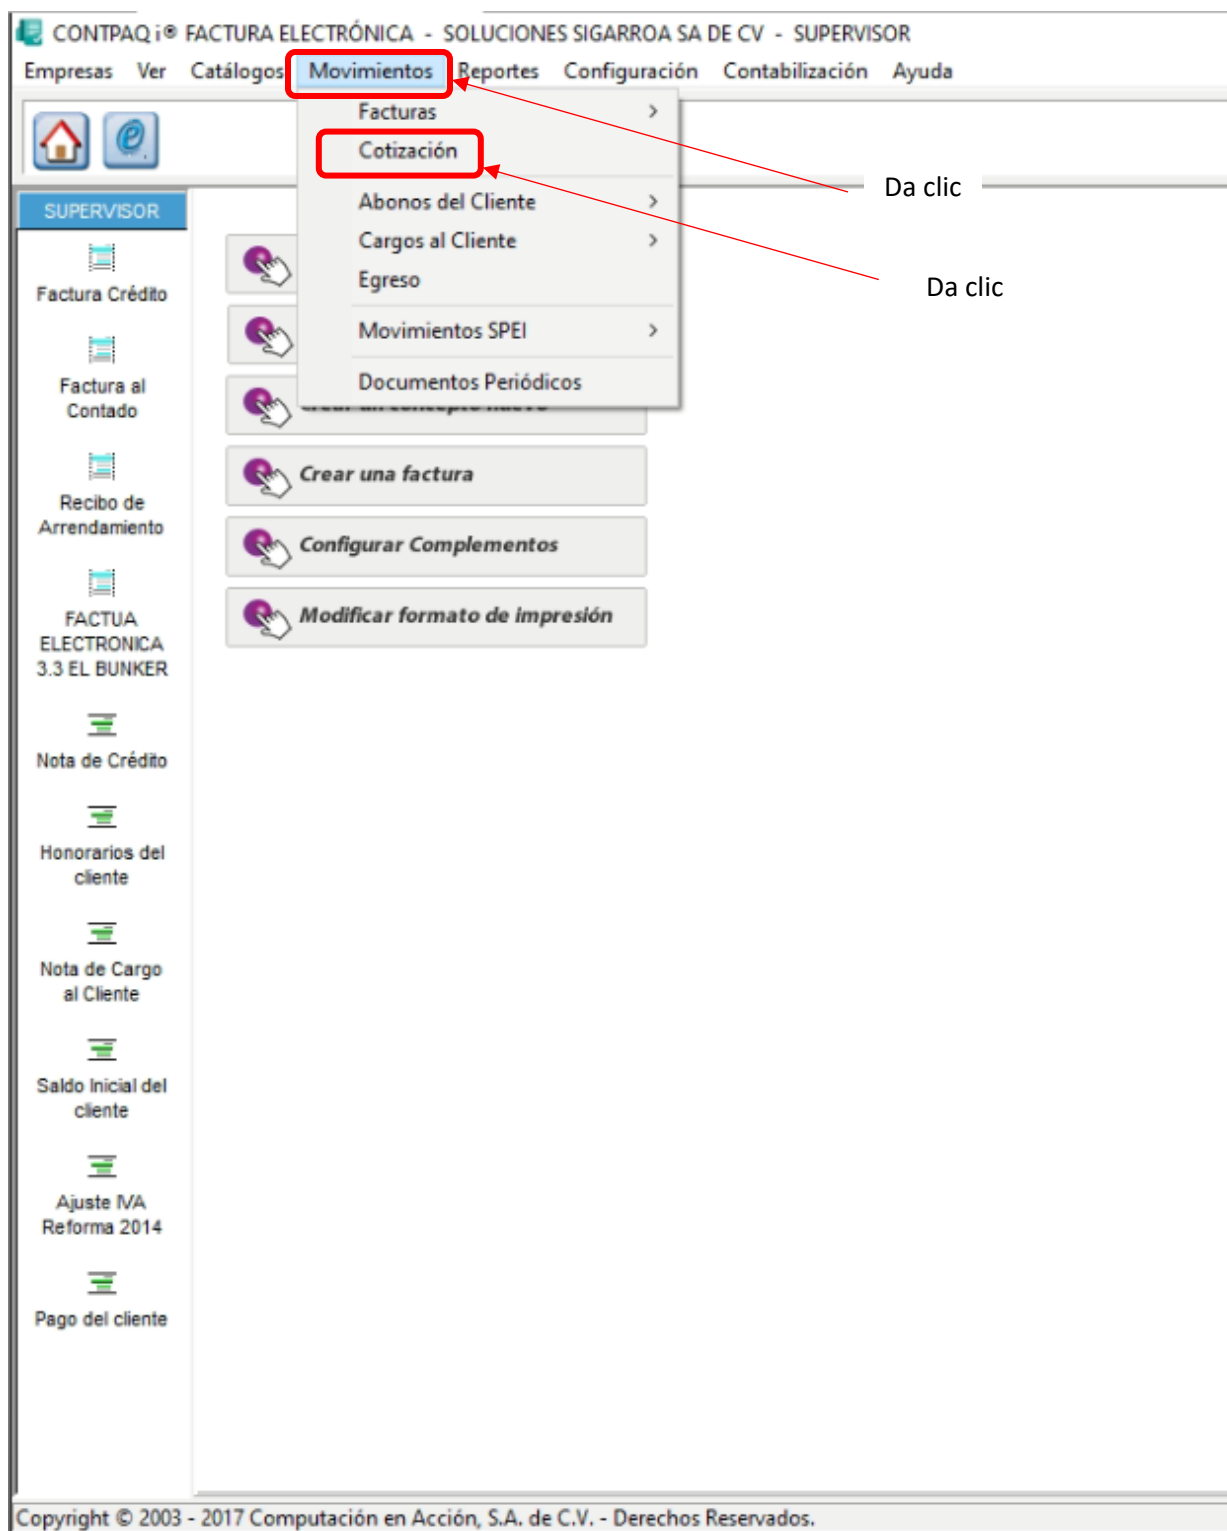 CONTPAQ i® FACTURA ELECTRÓNICA - SOLUCIONES SIGARROA SA DE CV - SUPERVISOR
Empresas Ver Catálogos Movimientos Reportes Configuración Contabilización Ayuda
Facturas
Cotización
Abonos del Cliente
Cargos al Cliente
Egreso
Movimientos SPEI
Documentos Periódicos
Da clic
Da clic
SUPERVISOR
Factura Crédito
Factura al
Contado
Recibo de
Arrendamiento
FACTUA
ELECTRONICA
3.3 EL BUNKER
Nota de Crédito
Honorarios del
cliente
Nota de Cargo
al Cliente
Saldo Inicial del
cliente
Ajuste IVA
Reforma 2014
Pago del cliente
Crear un concepto nuevo
Crear una factura
Configurar Complementos
Modificar formato de impresión
Copyright © 2003 - 2017 Computación en Acción, S.A. de C.V. - Derechos Reservados.